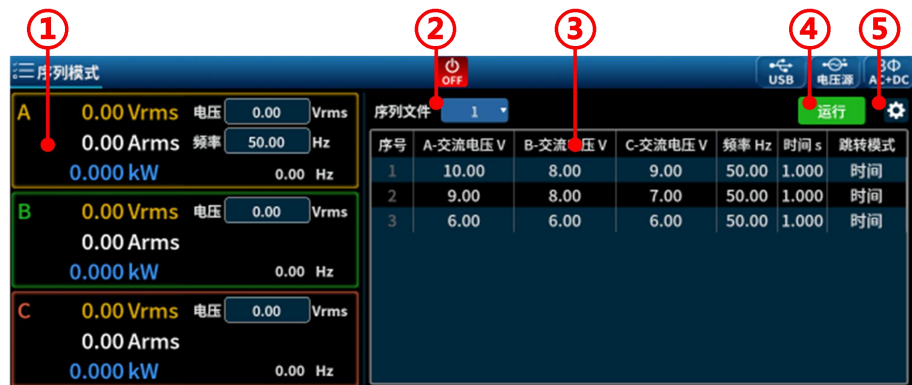 1 2 3 4 5
序列模式 OFF USB 电压源 3Φ AC+DC
A 0.00 Vrms 电压 0.00 Vrms
0.00 Arms 频率 50.00 Hz
0.000 kW 0.00 Hz
B 0.00 Vrms 电压 0.00 Vrms
0.00 Arms
0.000 kW 0.00 Hz
C 0.00 Vrms 电压 0.00 Vrms
0.00 Arms
0.000 kW 0.00 Hz
序列文件 1 运行
序号 A-交流电压 V B-交流电压 V C-交流电压 V 频率 Hz 时间 s 跳转模式
1 10.00 8.00 9.00 50.00 1.000 时间
2 9.00 8.00 7.00 50.00 1.000 时间
3 6.00 6.00 6.00 50.00 1.000 时间